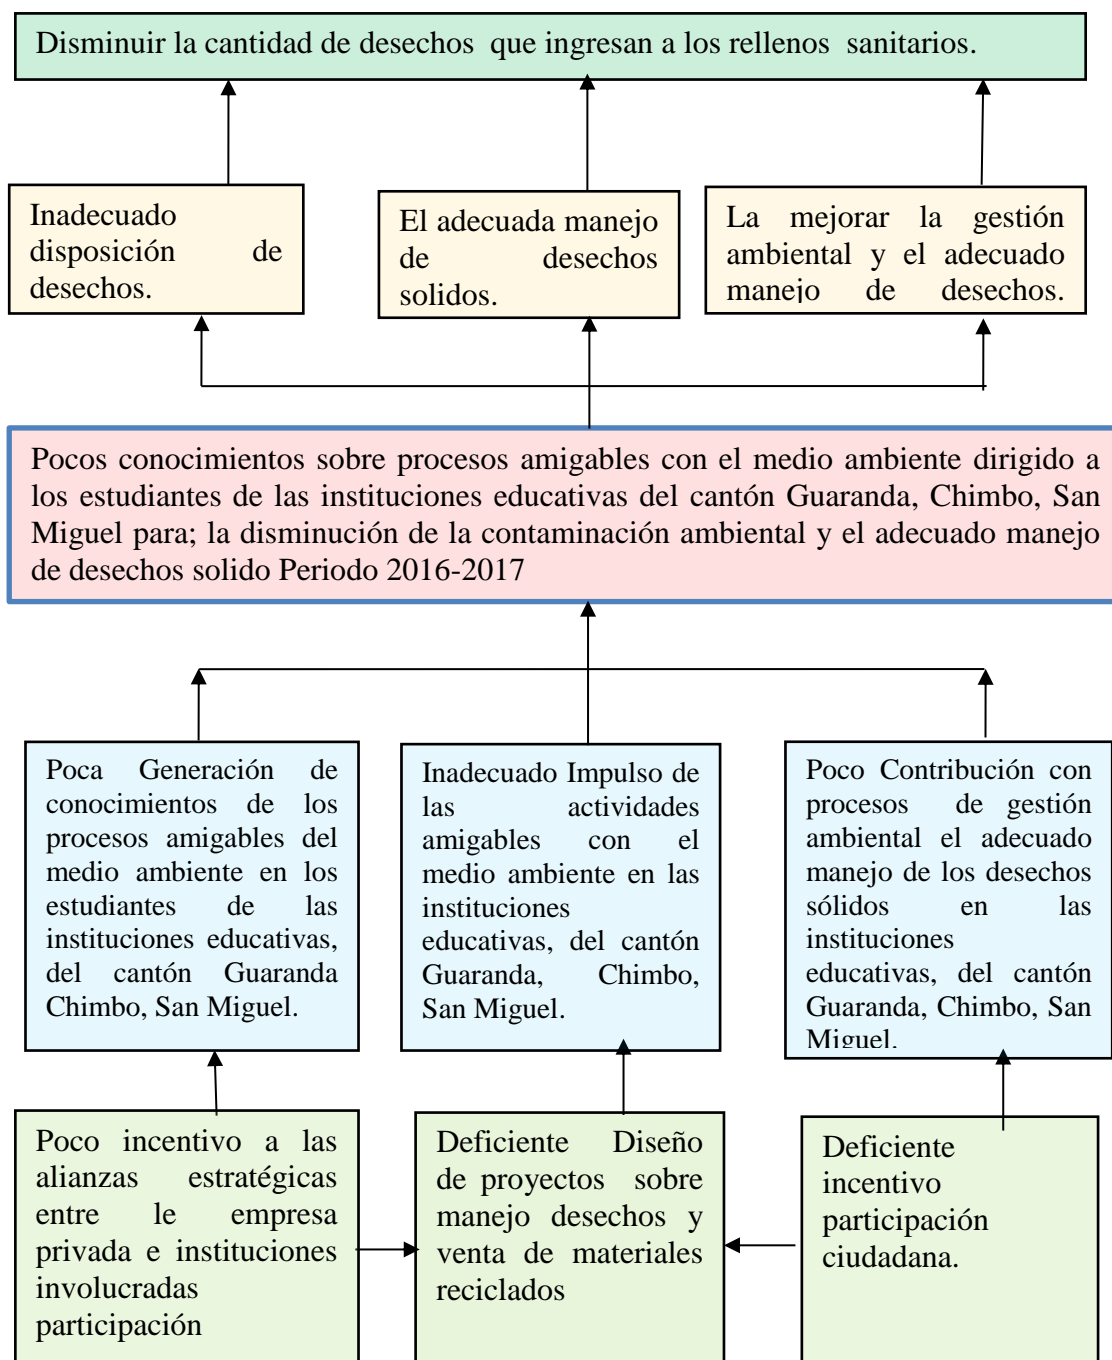 Disminuir la cantidad de desechos que ingresan a los rellenos sanitarios.
Inadecuado
disposición de
desechos.
El adecuada manejo
de desechos
solidos.
La mejorar la gestión
ambiental y el adecuado
manejo de desechos.
Pocos conocimientos sobre procesos amigables con el medio ambiente dirigido a
los estudiantes de las instituciones educativas del cantón Guaranda, Chimbo, San
Miguel para; la disminución de la contaminación ambiental y el adecuado manejo
de desechos solido Periodo 2016-2017
Poca Generación de
conocimientos de los
procesos amigables del
medio ambiente en los
estudiantes de las
instituciones educativas,
del cantón Guaranda
Chimbo, San Miguel.
Inadecuado Impulso de
las actividades
amigables con el
medio ambiente en las
instituciones
educativas, del cantón
Guaranda, Chimbo,
San Miguel.
Poco Contribución con
procesos de gestión
ambiental el adecuado
manejo de los desechos
sólidos en las
instituciones
educativas, del cantón
Guaranda, Chimbo, San
Miguel.
Poco incentivo a las
alianzas estratégicas
entre le empresa
privada e instituciones
involucradas
participación
Deficiente Diseño
de proyectos sobre
manejo desechos y
venta de materiales
reciclados
Deficiente
incentivo
participación
ciudadana.